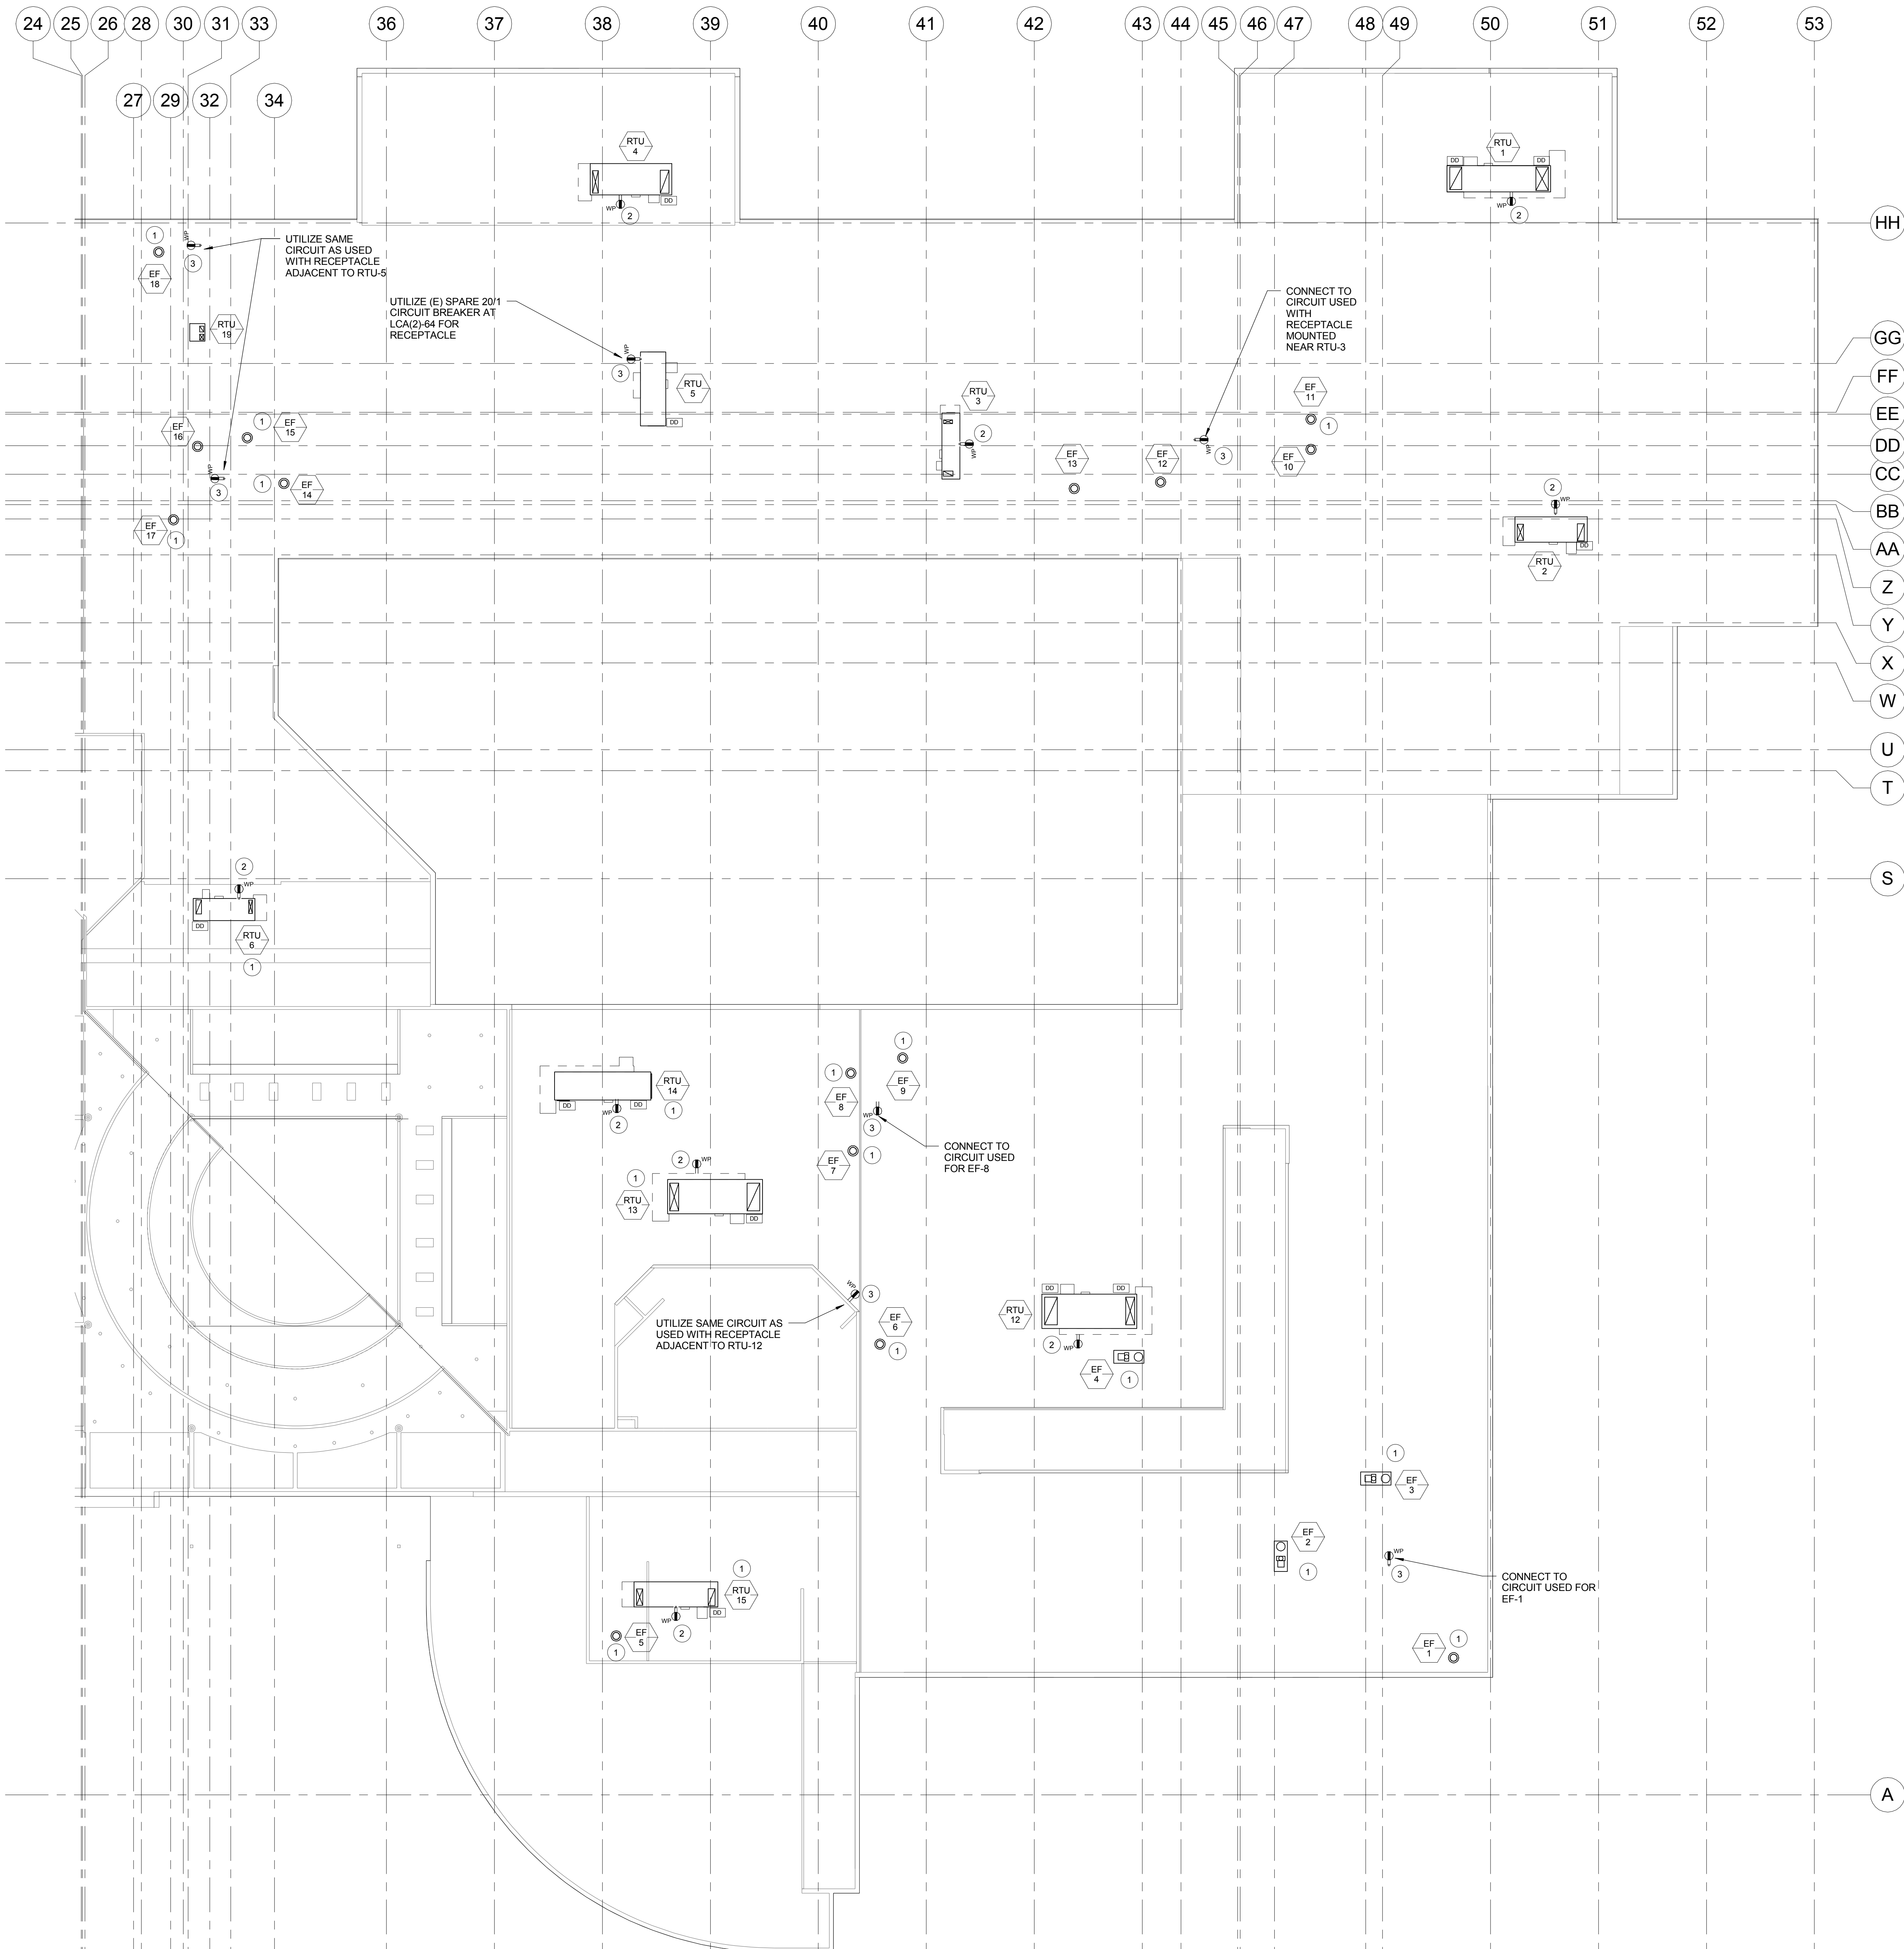 24 25 26 28 30 31 33 36 37 38 39 40 41 42 43 44 45 46 47 48 49 50 51 52 53
27 29 32 34
RTU
4
DD
WP
2
RTU
1
DD
DD
WP
2
HH
1
EF
18
WP
3
UTILIZE SAME
CIRCUIT AS USED
WITH RECEPTACLE
ADJACENT TO RTU-5
RTU
19
UTILIZE (E) SPARE 20/1
CIRCUIT BREAKER AT
LCA(2)-64 FOR
RECEPTACLE
WP
3
RTU
5
DD
CONNECT TO
CIRCUIT USED
WITH
RECEPTACLE
MOUNTED
NEAR RTU-3
GG
FF
EE
DD
CC
BB
AA
Z
Y
X
W
U
T
S
EF
16
1
EF
15
WP
3
1
EF
14
EF
17
1
RTU
3
2
WP
EF
13
EF
12
WP
3
EF
11
1
EF
10
2
WP
DD
RTU
2
2
WP
DD
RTU
6
1
RTU
14
1
DD
DD
WP
2
1
EF
8
1
EF
9
WP
3
CONNECT TO
CIRCUIT USED
FOR EF-8
EF
7
1
2
WP
1
RTU
13
DD
WP
3
UTILIZE SAME CIRCUIT AS
USED WITH RECEPTACLE
ADJACENT TO RTU-12
EF
6
1
DD
DD
RTU
12
2
WP
EF
4
1
1
EF
3
EF
2
1
WP
3
CONNECT TO
CIRCUIT USED FOR
EF-1
1
RTU
15
DD
WP
2
EF
5
1
EF
1
1
A